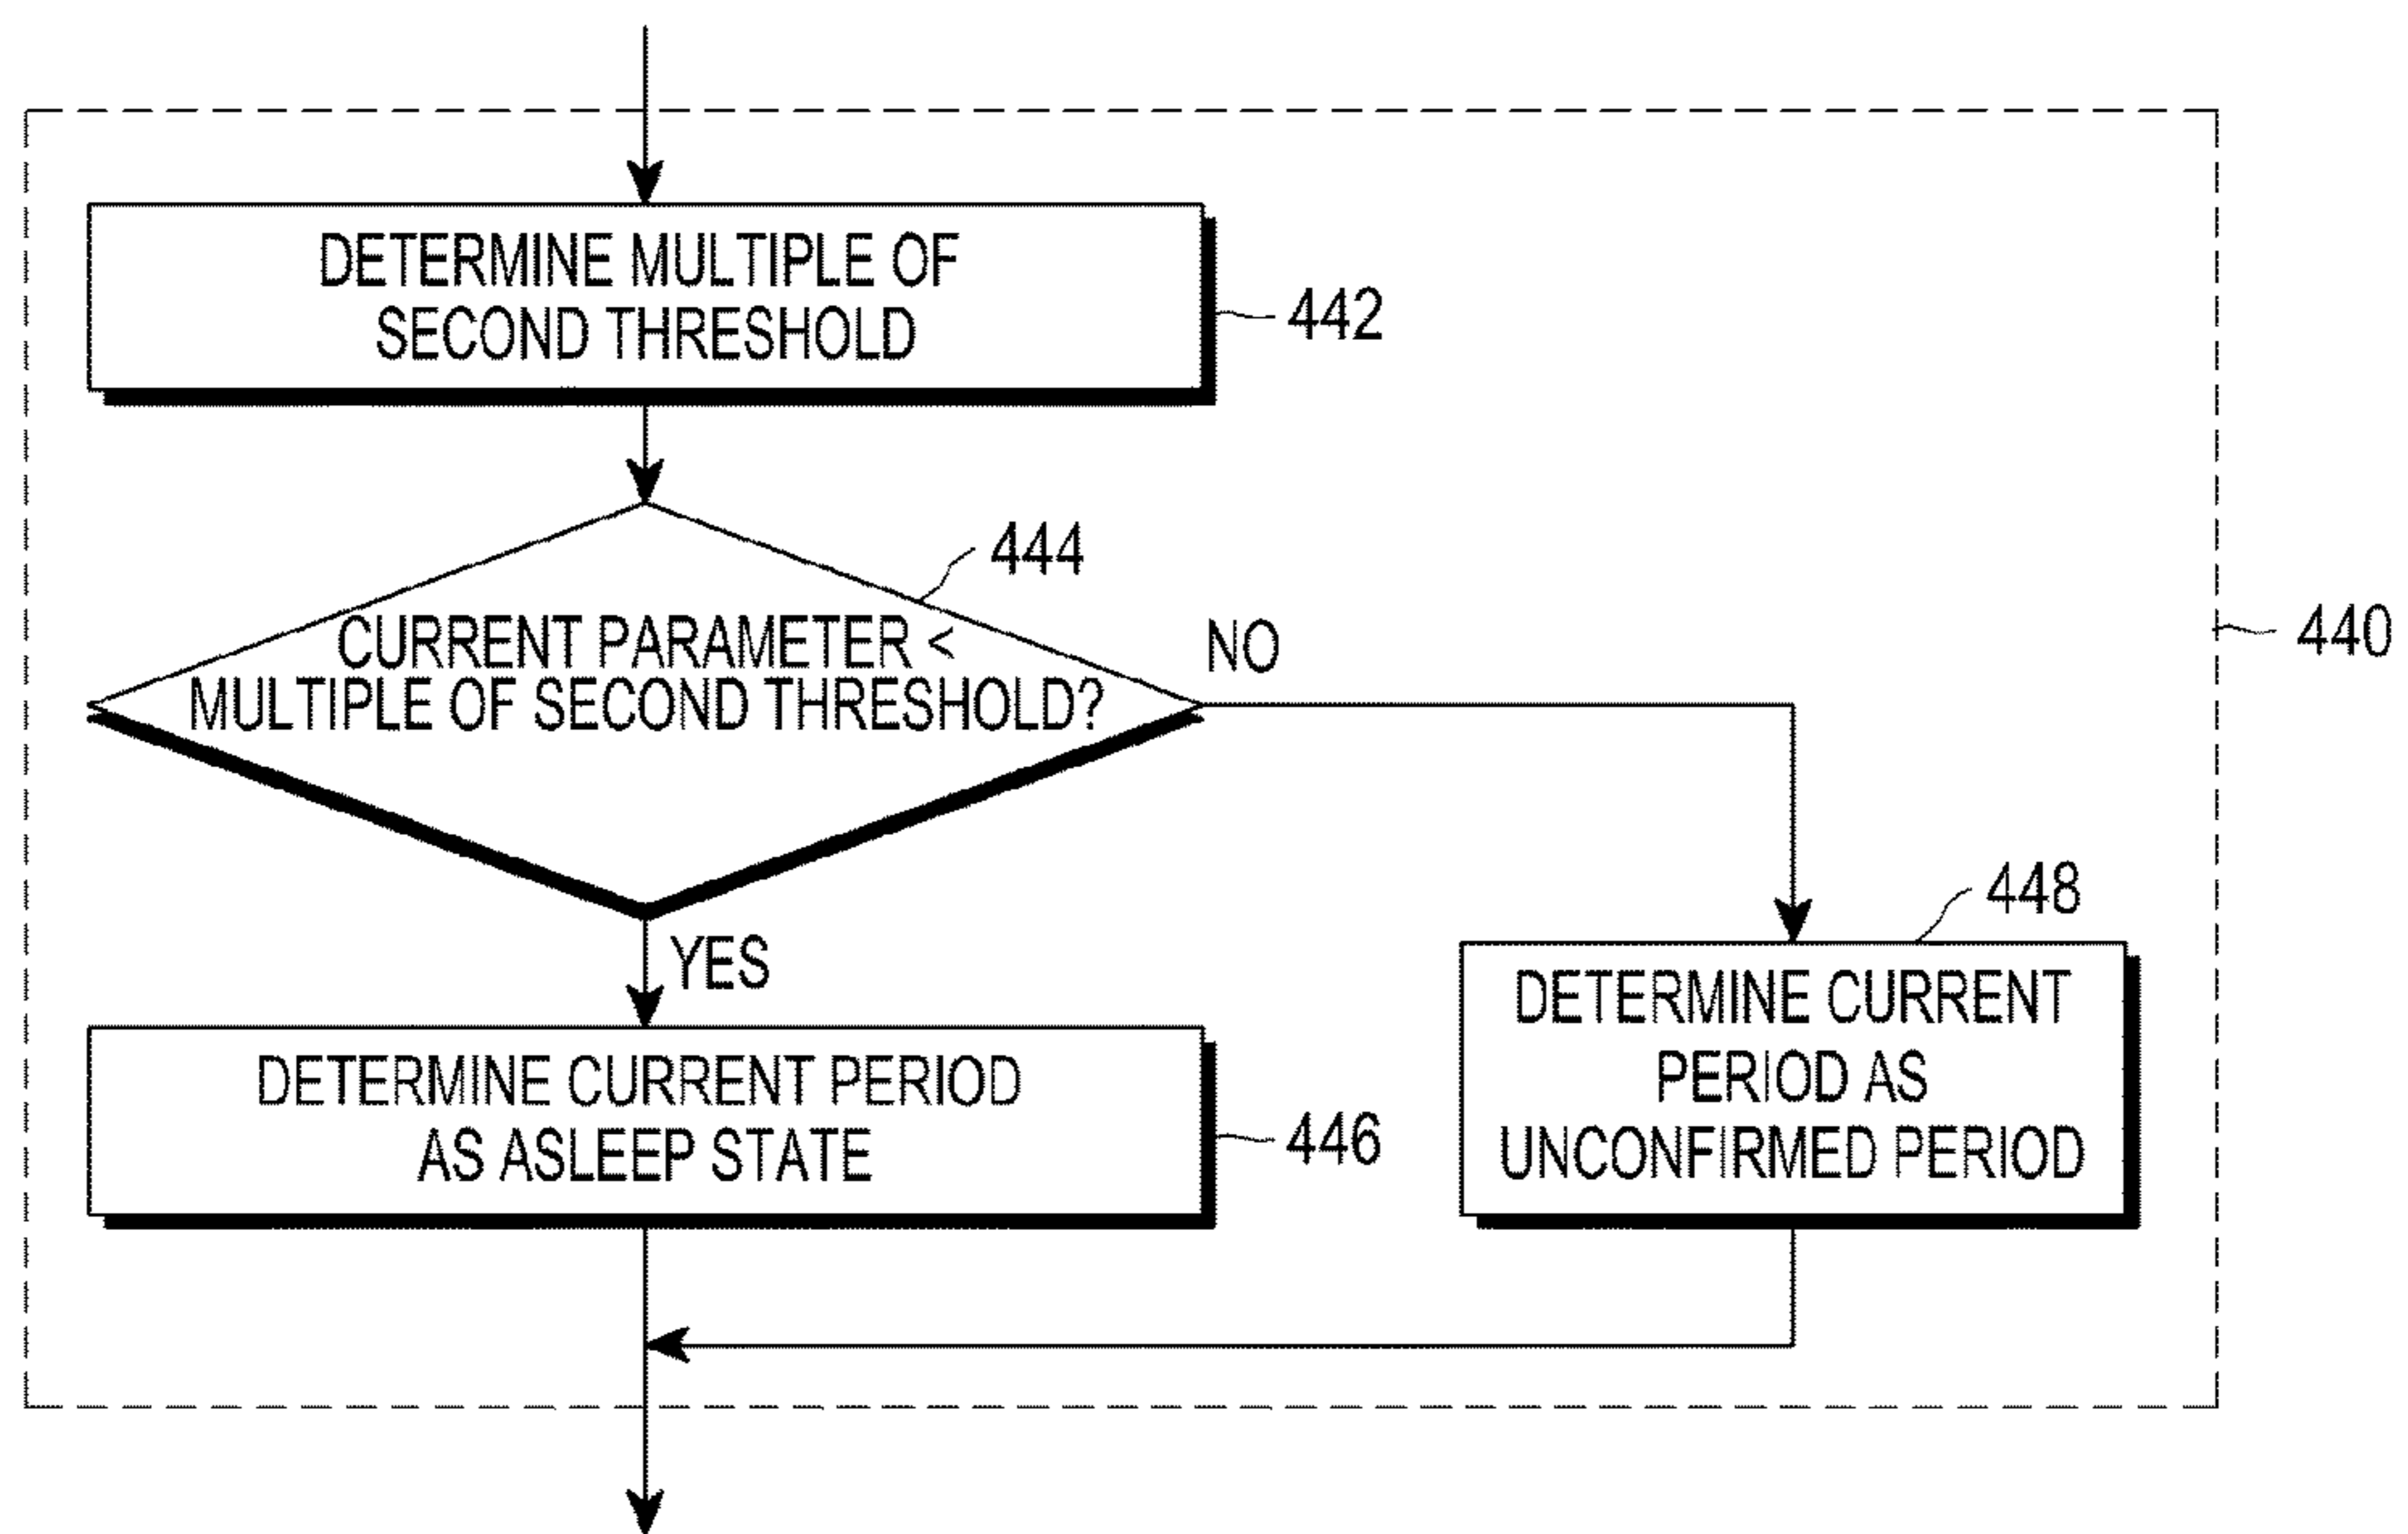 DETERMINE MULTIPLE OF
SECOND THRESHOLD
442
444
CURRENT PARAMETER <
MULTIPLE OF SECOND THRESHOLD?
NO
440
YES
448
DETERMINE CURRENT PERIOD
AS ASLEEP STATE
446
DETERMINE CURRENT
PERIOD AS
UNCONFIRMED PERIOD